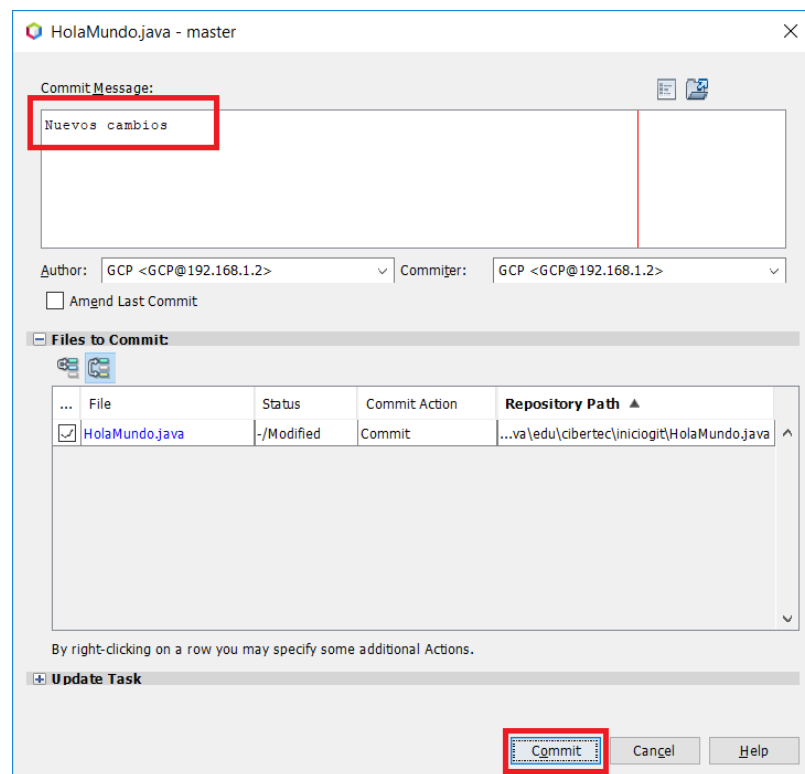 HolaMundo.java - master
Commit Message:
Nuevos cambios
Author: GCP <GCP@192.168.1.2> Commiter: GCP <GCP@192.168.1.2>
Amend Last Commit
Files to Commit:
... File Status Commit Action Repository Path
HolaMundo.java -/Modified Commit ...va\edu\cibertec\iniciogit\HolaMundo.java
By right-clicking on a row you may specify some additional Actions.
Update Task
Commit Cancel Help